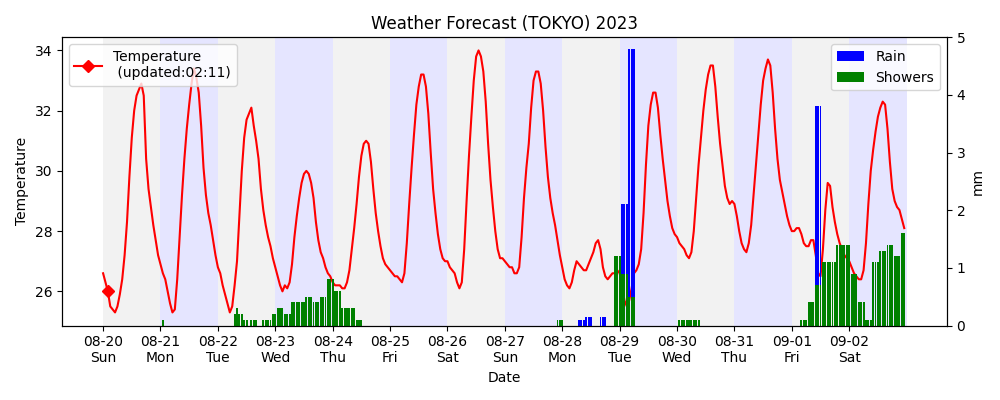 Weather Forecast (TOKYO) 2023
Temperature
(updated:02:11)
Rain
Showers
34
32
30
28
26
Temperature
5
4
3
2
1
0
mm
08-20 08-21 08-22 08-23 08-24 08-25 08-26 08-27 08-28 08-29 08-30 08-31 09-01 09-02
Sun Mon Tue Wed Thu Fri Sat Sun Mon Tue Wed Thu Fri Sat
Date